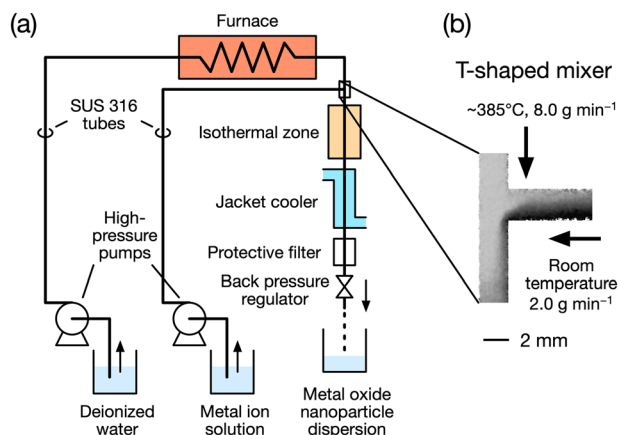 (a)
Furnace
SUS 316
tubes
Isothermal zone
Jacket cooler
High-
pressure
pumps
Protective filter
Back pressure
regulator
Deionized
water
Metal ion
solution
Metal oxide
nanoparticle
dispersion
(b)
T-shaped mixer
~385°C, 8.0 g min⁻¹
Room
temperature
2.0 g min⁻¹
2 mm